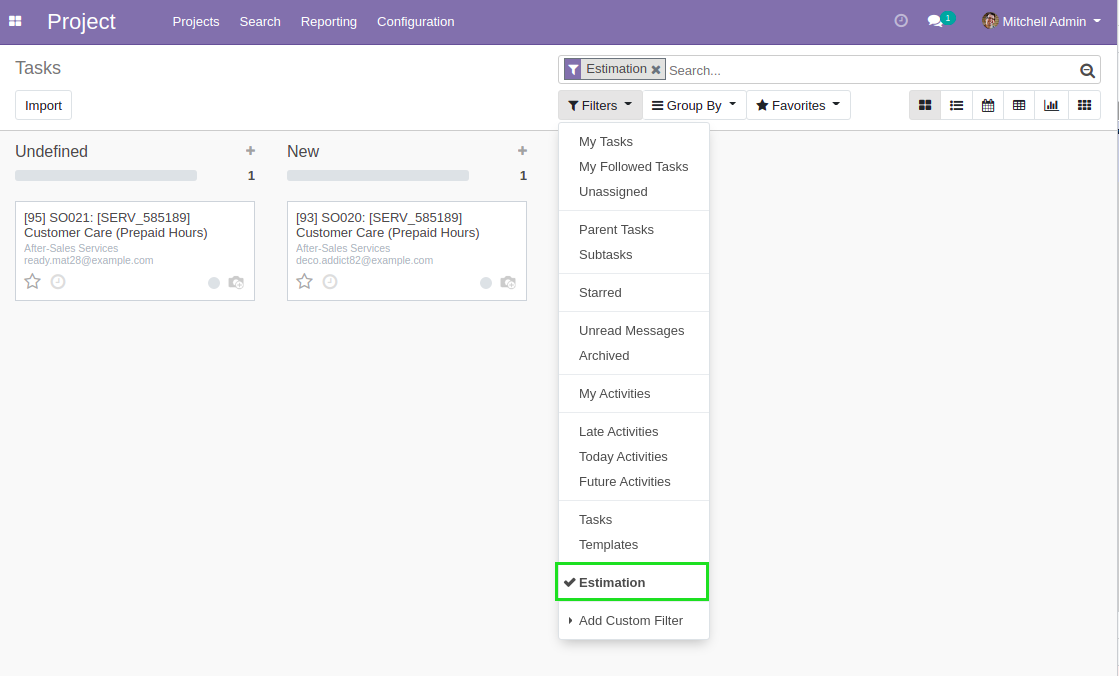 Project
Projects Search Reporting Configuration
1
Mitchell Admin
Tasks
Estimation Search...
Import
Filters Group By Favorites
Undefined
1
New
1
[95] SO021: [SERV_585189]
Customer Care (Prepaid Hours)
After-Sales Services
ready.mat28@example.com
[93] SO020: [SERV_585189]
Customer Care (Prepaid Hours)
After-Sales Services
deco.addict82@example.com
My Tasks
My Followed Tasks
Unassigned
Parent Tasks
Subtasks
Starred
Unread Messages
Archived
My Activities
Late Activities
Today Activities
Future Activities
Tasks
Templates
Estimation
Add Custom Filter